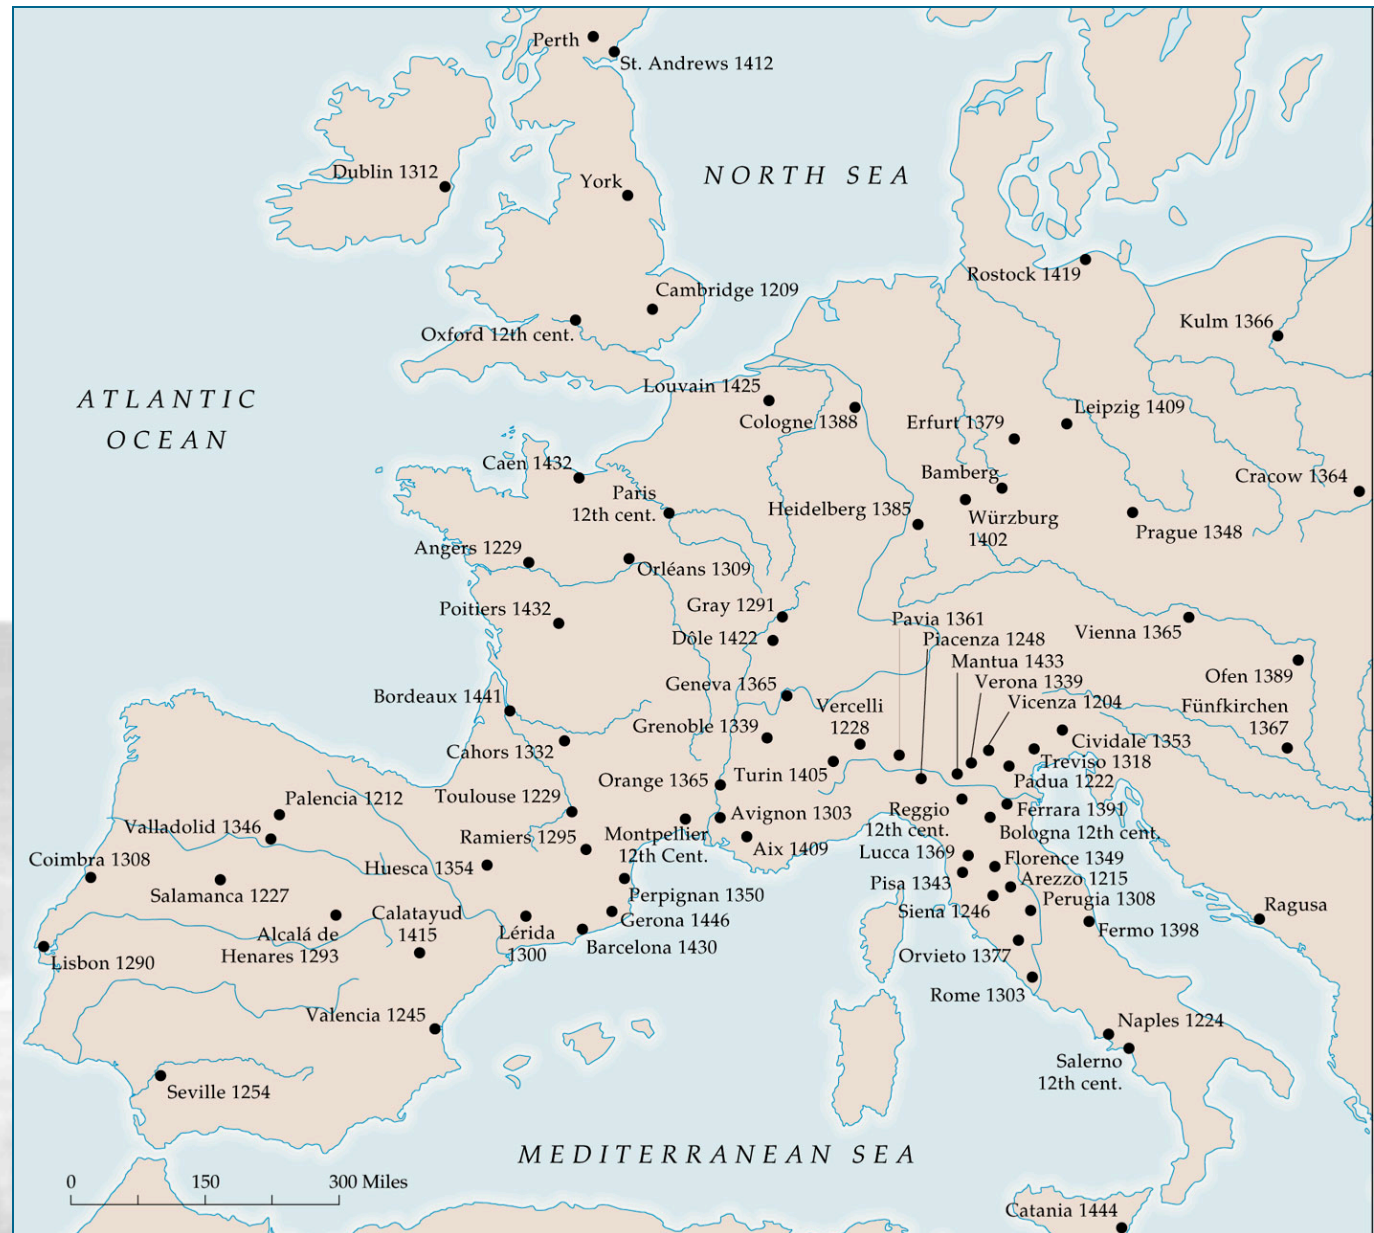 Perth
St. Andrews 1412
Dublin 1312
York
NORTH SEA
Rostock 1419
Cambridge 1209
Oxford 12th cent.
Kulm 1366
ATLANTIC
OCEAN
Louvain 1425
Cologne 1388
Leipzig 1409
Erfurt 1379
Caen 1432
Bamberg
Cracow 1364
Paris
12th cent.
Heidelberg 1385
Würzburg
1402
Prague 1348
Angers 1229
Orléans 1309
Poitiers 1432
Gray 1291
Pavia 1361
Vienna 1365
Dôle 1422
Piacenza 1248
Mantua 1433
Ofen 1389
Geneva 1365
Verona 1339
Bordeaux 1441
Vercelli
1228
Vicenza 1204
Fünfkirchen
1367
Grenoble 1339
Cahors 1332
Cividale 1353
Treviso 1318
Orange 1365
Turin 1405
Padua 1222
Palencia 1212
Toulouse 1229
Avignon 1303
Reggio
12th cent.
Ferrara 1391
Valladolid 1346
Ramiers 1295
Montpellier
12th Cent.
Bologna 12th cent.
Aix 1409
Coimbra 1308
Huesca 1354
Lucca 1369
Florence 1349
Salamanca 1227
Perpignan 1350
Pisa 1343
Arezzo 1215
Calatayud
1415
Gerona 1446
Siena 1246
Perugia 1308
Ragusa
Alcalá de
Henares 1293
Lérida
1300
Barcelona 1430
Fermo 1398
Lisbon 1290
Orvieto 1377
Rome 1303
Valencia 1245
Naples 1224
Salerno
12th cent.
Seville 1254
MEDITERRANEAN SEA
0 150 300 Miles
Catania 1444